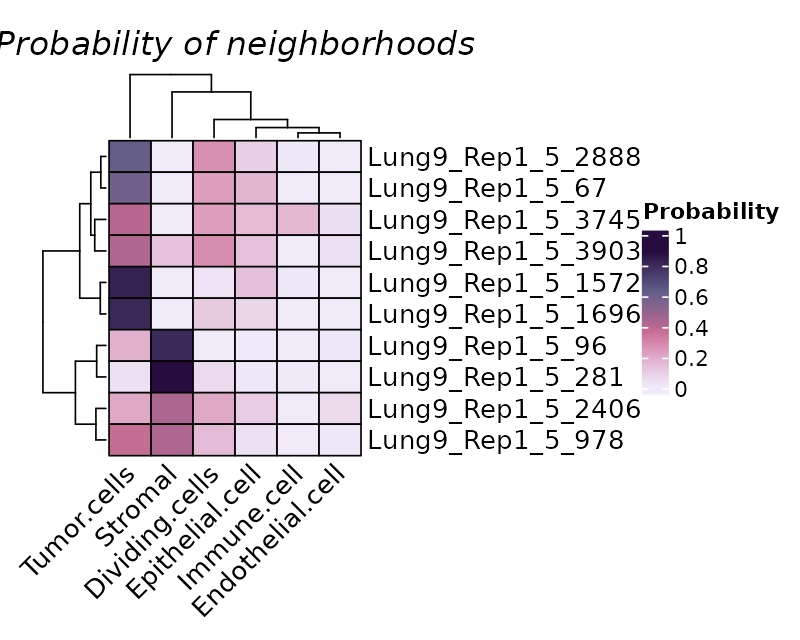 Probability of neighborhoods
Lung9_Rep1_5_2888
Lung9_Rep1_5_67
Lung9_Rep1_5_3745
Lung9_Rep1_5_3903
Lung9_Rep1_5_1572
Lung9_Rep1_5_1696
Lung9_Rep1_5_96
Lung9_Rep1_5_281
Lung9_Rep1_5_2406
Lung9_Rep1_5_978
Probability
1
0.8
0.6
0.4
0.2
0
Tumor.cells
Stromal
Dividing.cells
Epithelial.cell
Immune.cell
Endothelial.cell